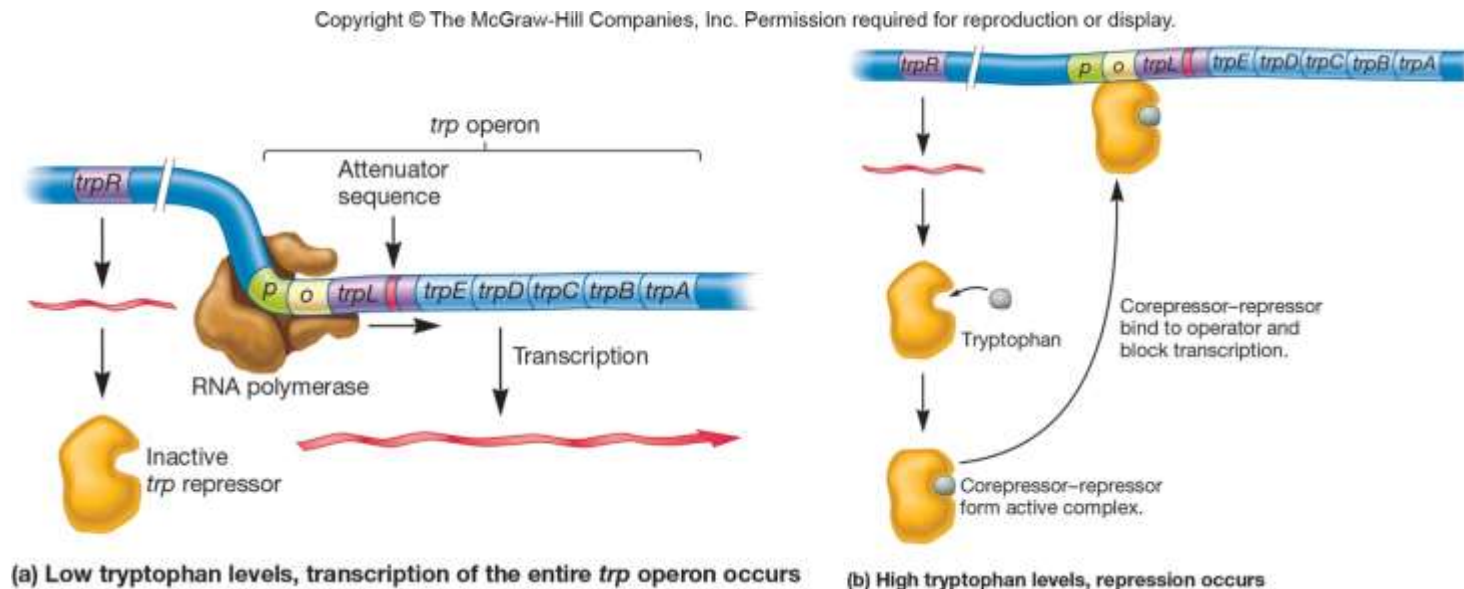 Copyright © The McGraw-Hill Companies, Inc. Permission required for reproduction or display.
trp operon
Attenuator
sequence
trpR
p o trpL trpE trpD trpC trpB trpA
RNA polymerase
Transcription
Inactive
trp repressor
(a) Low tryptophan levels, transcription of the entire trp operon occurs
trpR
p o trpL trpE trpD trpC trpB trpA
Tryptophan
Corepressor–repressor
bind to operator and
block transcription.
Corepressor–repressor
form active complex.
(b) High tryptophan levels, repression occurs